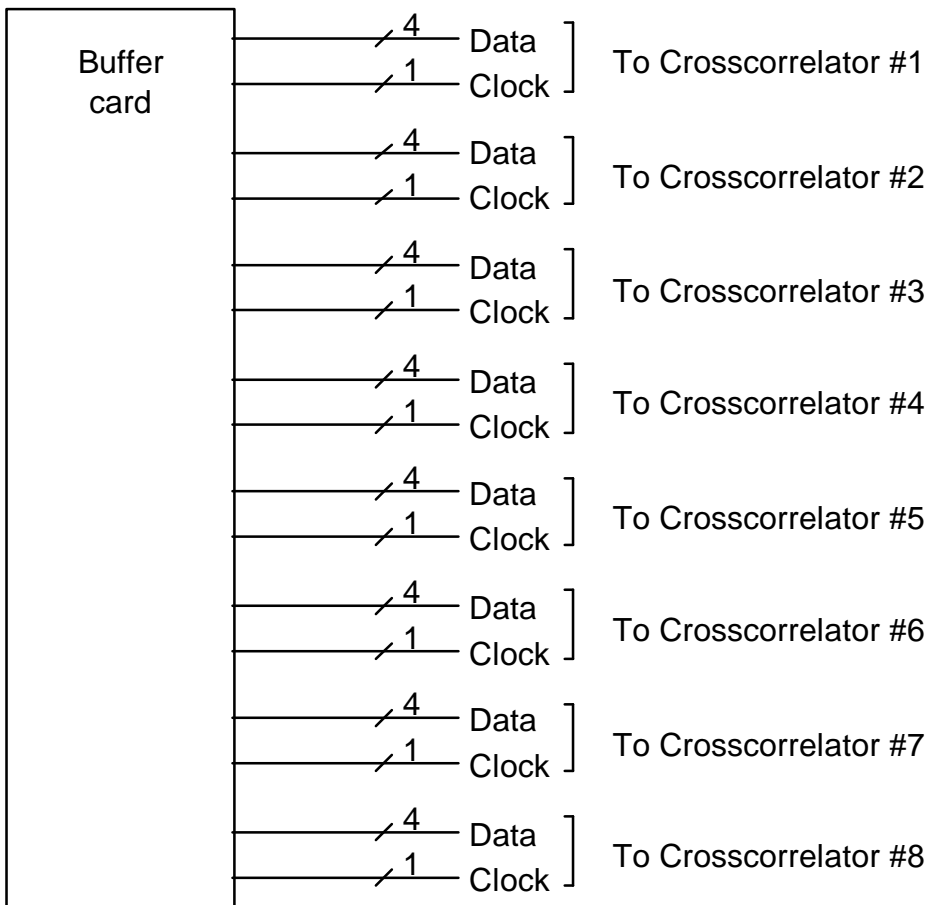 Buffer
card
4 Data
1 Clock
To Crosscorrelator #1
4 Data
1 Clock
To Crosscorrelator #2
4 Data
1 Clock
To Crosscorrelator #3
4 Data
1 Clock
To Crosscorrelator #4
4 Data
1 Clock
To Crosscorrelator #5
4 Data
1 Clock
To Crosscorrelator #6
4 Data
1 Clock
To Crosscorrelator #7
4 Data
1 Clock
To Crosscorrelator #8